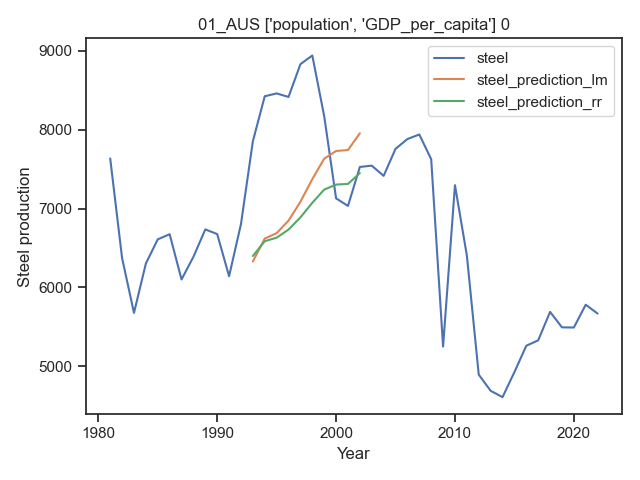 01_AUS ['population', 'GDP_per_capita'] 0
steel
steel_prediction_lm
steel_prediction_rr
Steel production
9000
8000
7000
6000
5000
1980
1990
2000
2010
2020
Year